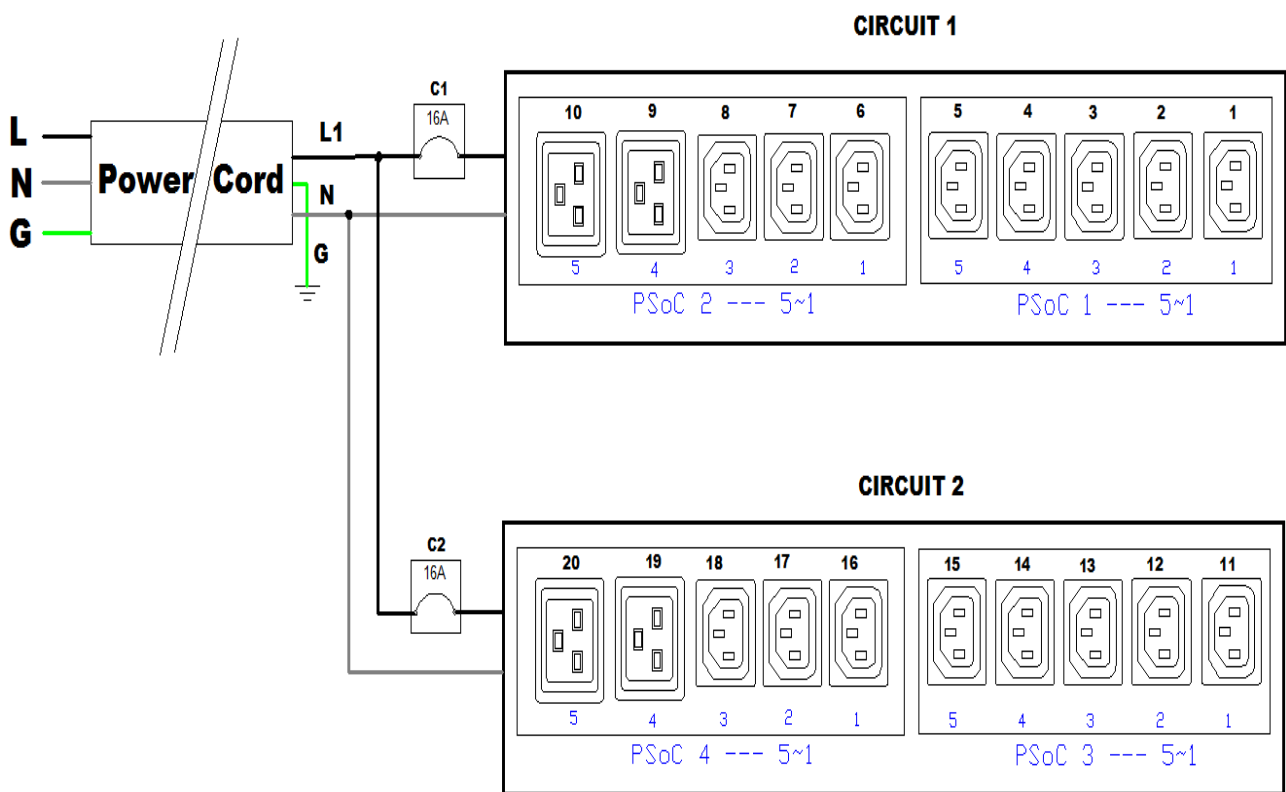 CIRCUIT 1
C1
16A
L
N
G
Power Cord
L1
N
G
10 9 8 7 6 5 4 3 2 1
5 4 3 2 1 5 4 3 2 1
PSoC 2 --- 5~1 PSoC 1 --- 5~1
CIRCUIT 2
C2
16A
20 19 18 17 16 15 14 13 12 11
5 4 3 2 1 5 4 3 2 1
PSoC 4 --- 5~1 PSoC 3 --- 5~1